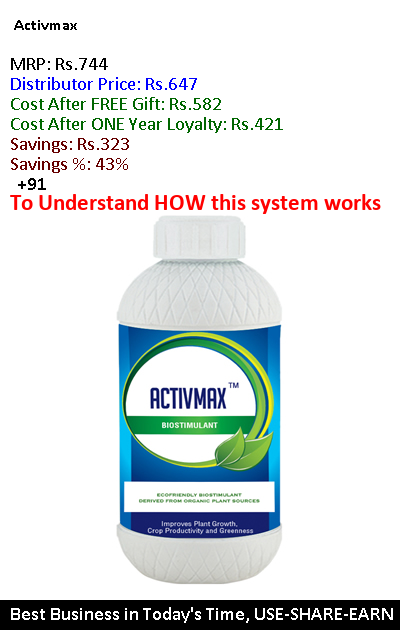 Activmax
MRP: Rs.744
Distributor Price: Rs.647
Cost After FREE Gift: Rs.582
Cost After ONE Year Loyalty: Rs.421
Savings: Rs.323
Savings %: 43%
+91
To Understand HOW this system works
ACTIVMAX™
BIOSTIMULANT
ECOFRIENDLY BIOSTIMULANT
DERIVED FROM ORGANIC PLANT SOURCES
Improves Plant Growth,
Crop Productivity and Greenness
Best Business in Today's Time, USE-SHARE-EARN